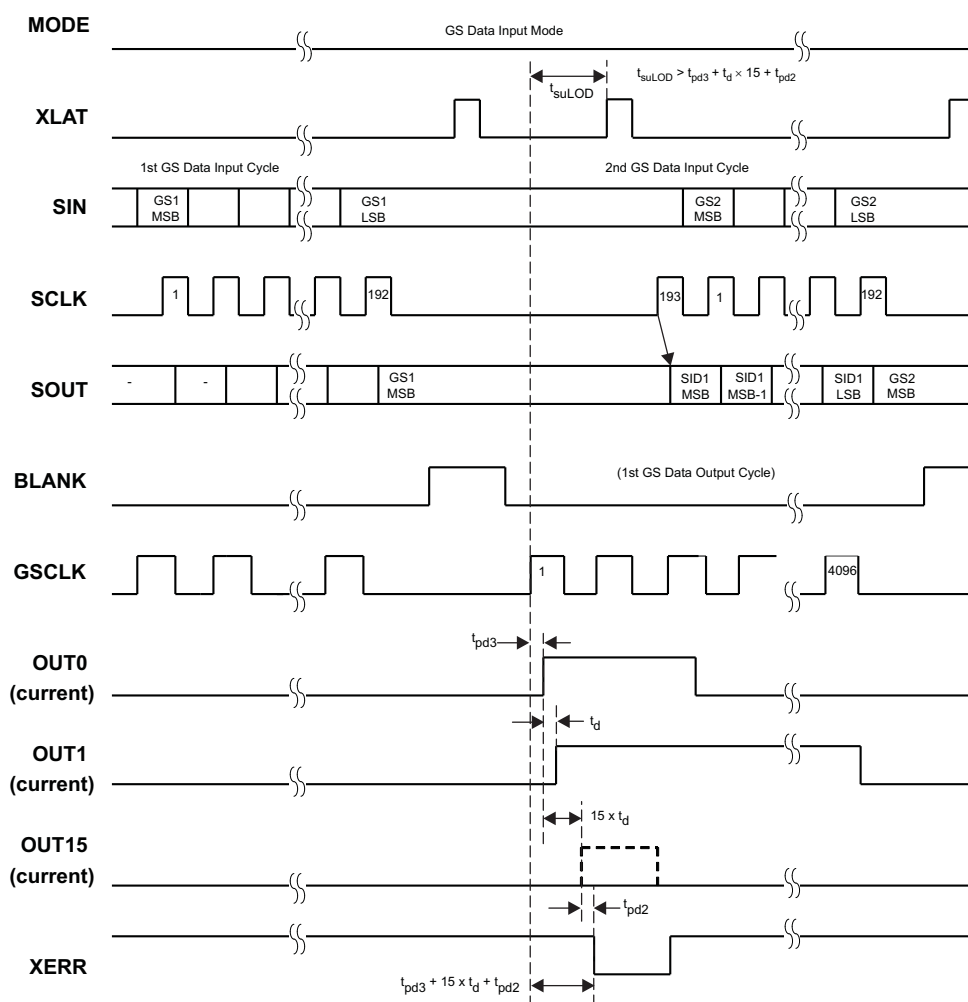 MODE
GS Data Input Mode
t_suLOD > t_pd3 + t_d × 15 + t_pd2
t_suLOD
XLAT
1st GS Data Input Cycle
2nd GS Data Input Cycle
SIN
GS1 MSB
GS1 LSB
GS2 MSB
GS2 LSB
SCLK
1
192
193
1
192
SOUT
-
-
GS1 MSB
SID1 MSB
SID1 MSB-1
SID1 LSB
GS2 MSB
BLANK
(1st GS Data Output Cycle)
GSCLK
1
4096
t_pd3
OUT0
(current)
t_d
OUT1
(current)
15 x t_d
OUT15
(current)
t_pd2
XERR
t_pd3 + 15 x t_d + t_pd2